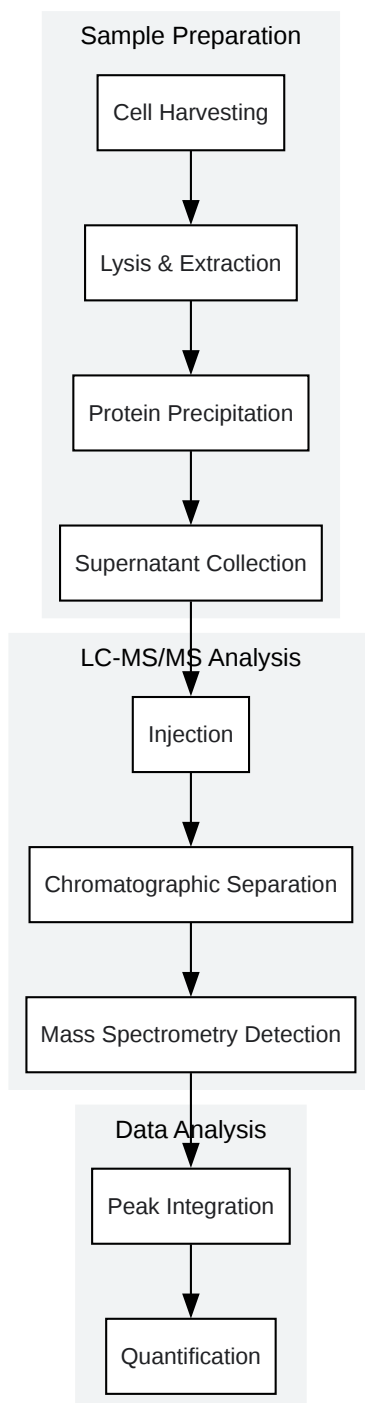 Sample Preparation
Cell Harvesting
Lysis & Extraction
Protein Precipitation
Supernatant Collection
LC-MS/MS Analysis
Injection
Chromatographic Separation
Mass Spectrometry Detection
Data Analysis
Peak Integration
Quantification